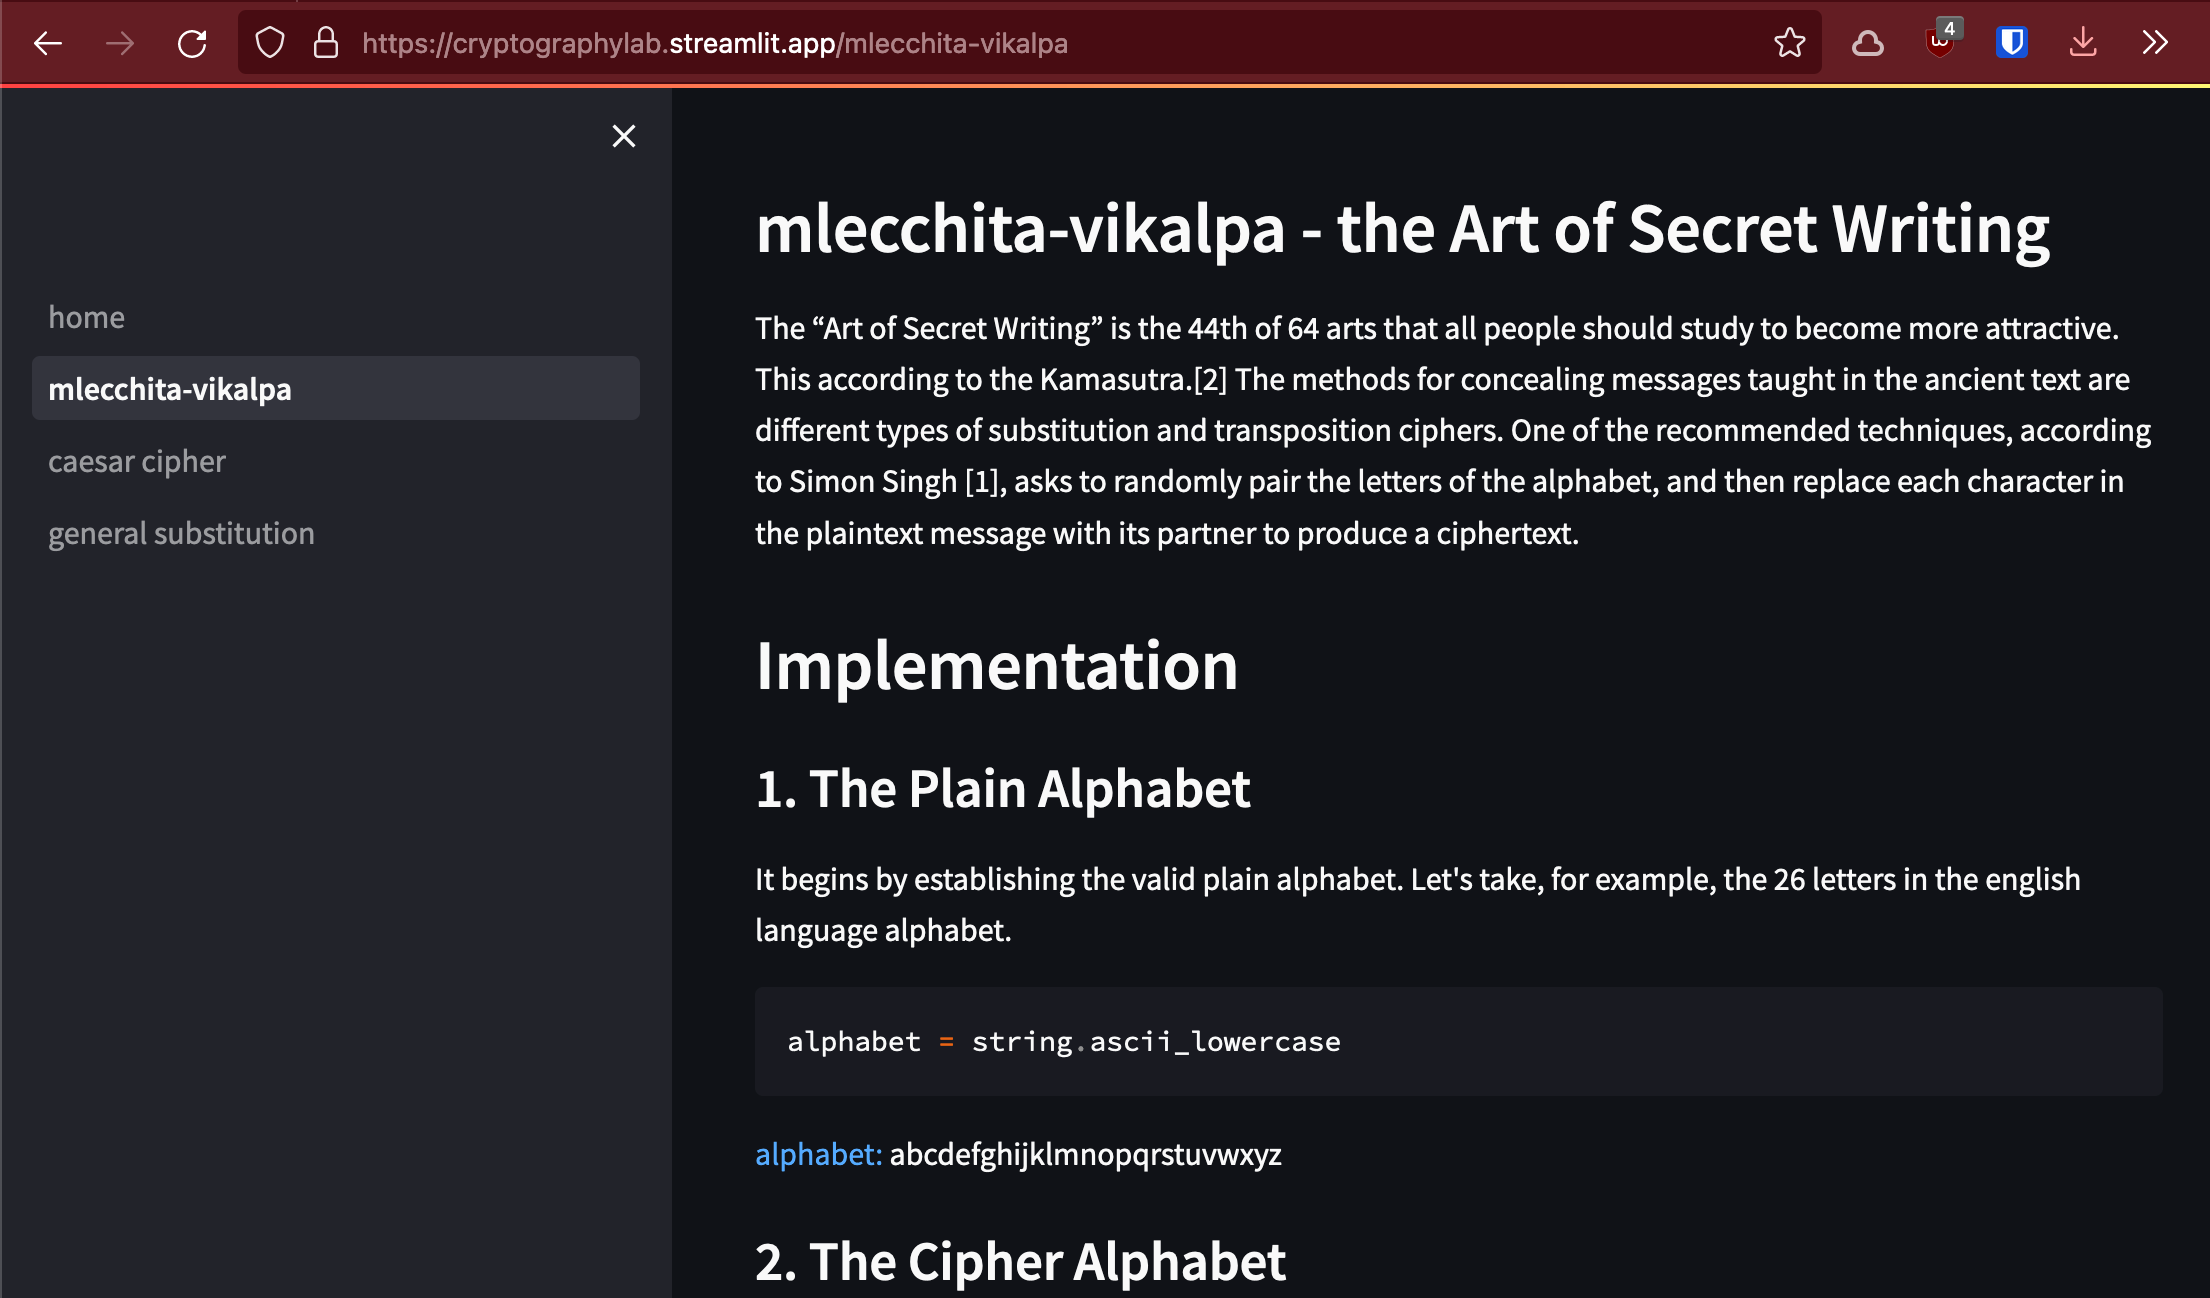 https://cryptographylab.streamlit.app/mlecchita-vikalpa
4
home
mlecchita-vikalpa
caesar cipher
general substitution
mlecchita-vikalpa - the Art of Secret Writing
The “Art of Secret Writing” is the 44th of 64 arts that all people should study to become more attractive.
This according to the Kamasutra.[2] The methods for concealing messages taught in the ancient text are
different types of substitution and transposition ciphers. One of the recommended techniques, according
to Simon Singh [1], asks to randomly pair the letters of the alphabet, and then replace each character in
the plaintext message with its partner to produce a ciphertext.
Implementation
1. The Plain Alphabet
It begins by establishing the valid plain alphabet. Let's take, for example, the 26 letters in the english
language alphabet.
alphabet = string.ascii_lowercase
alphabet: abcdefghijklmnopqrstuvwxyz
2. The Cipher Alphabet